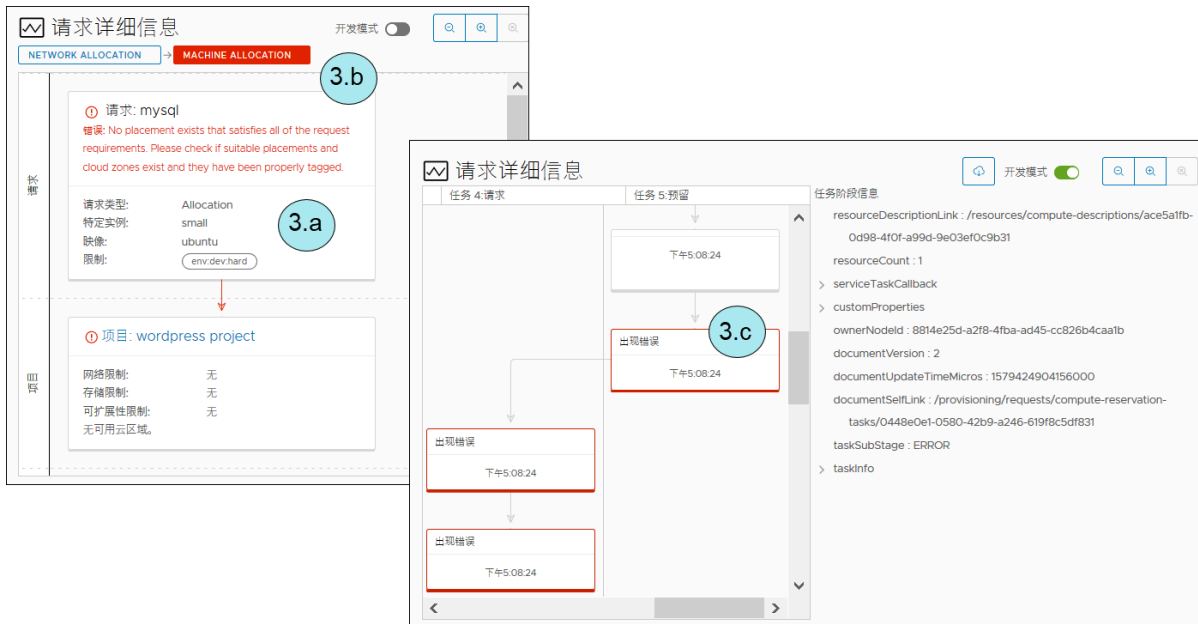 请求详细信息
开发模式
NETWORK ALLOCATION
MACHINE ALLOCATION
3.b
请求
请求: mysql
错误: No placement exists that satisfies all of the request
requirements. Please check if suitable placements and
cloud zones exist and they have been properly tagged.
请求类型: Allocation
特定实例: small
映像: ubuntu
限制: env:dev:hard
3.a
项目
项目: wordpress project
网络限制: 无
存储限制: 无
可扩展性限制: 无
无可用云区域。
请求详细信息
开发模式
任务 4:请求
任务 5:预留
下午5:08:24
3.c
出现错误
下午5:08:24
出现错误
下午5:08:24
出现错误
下午5:08:24
任务阶段信息
resourceDescriptionLink : /resources/compute-descriptions/ace5a1fb-
0d98-4f0f-a99d-9e03ef0c9b31
resourceCount : 1
serviceTaskCallback
customProperties
ownerNodeId : 8814e25d-a2f8-4fba-ad45-cc826b4caa1b
documentVersion : 2
documentUpdateTimeMicros : 1579424904156000
documentSelfLink : /provisioning/requests/compute-reservation-
tasks/0448e0e1-0580-42b9-a246-619f8c5df831
taskSubStage : ERROR
taskInfo